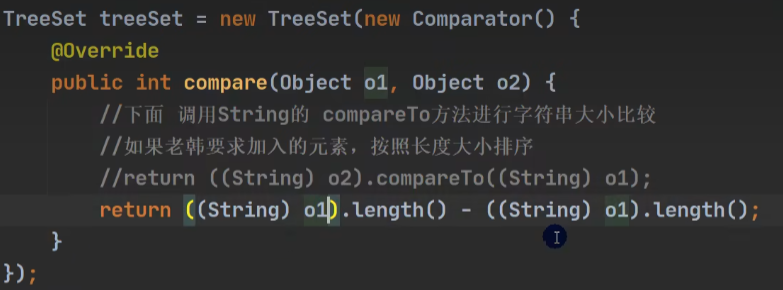 TreeSet treeSet = new TreeSet(new Comparator() {
@Override
public int compare(Object o1, Object o2) {
//下面 调用String的 compareTo方法进行字符串大小比较
//如果老韩要求加入的元素，按照长度大小排序
//return ((String) o2).compareTo((String) o1);
return ((String) o1).length() - ((String) o1).length();
}
});